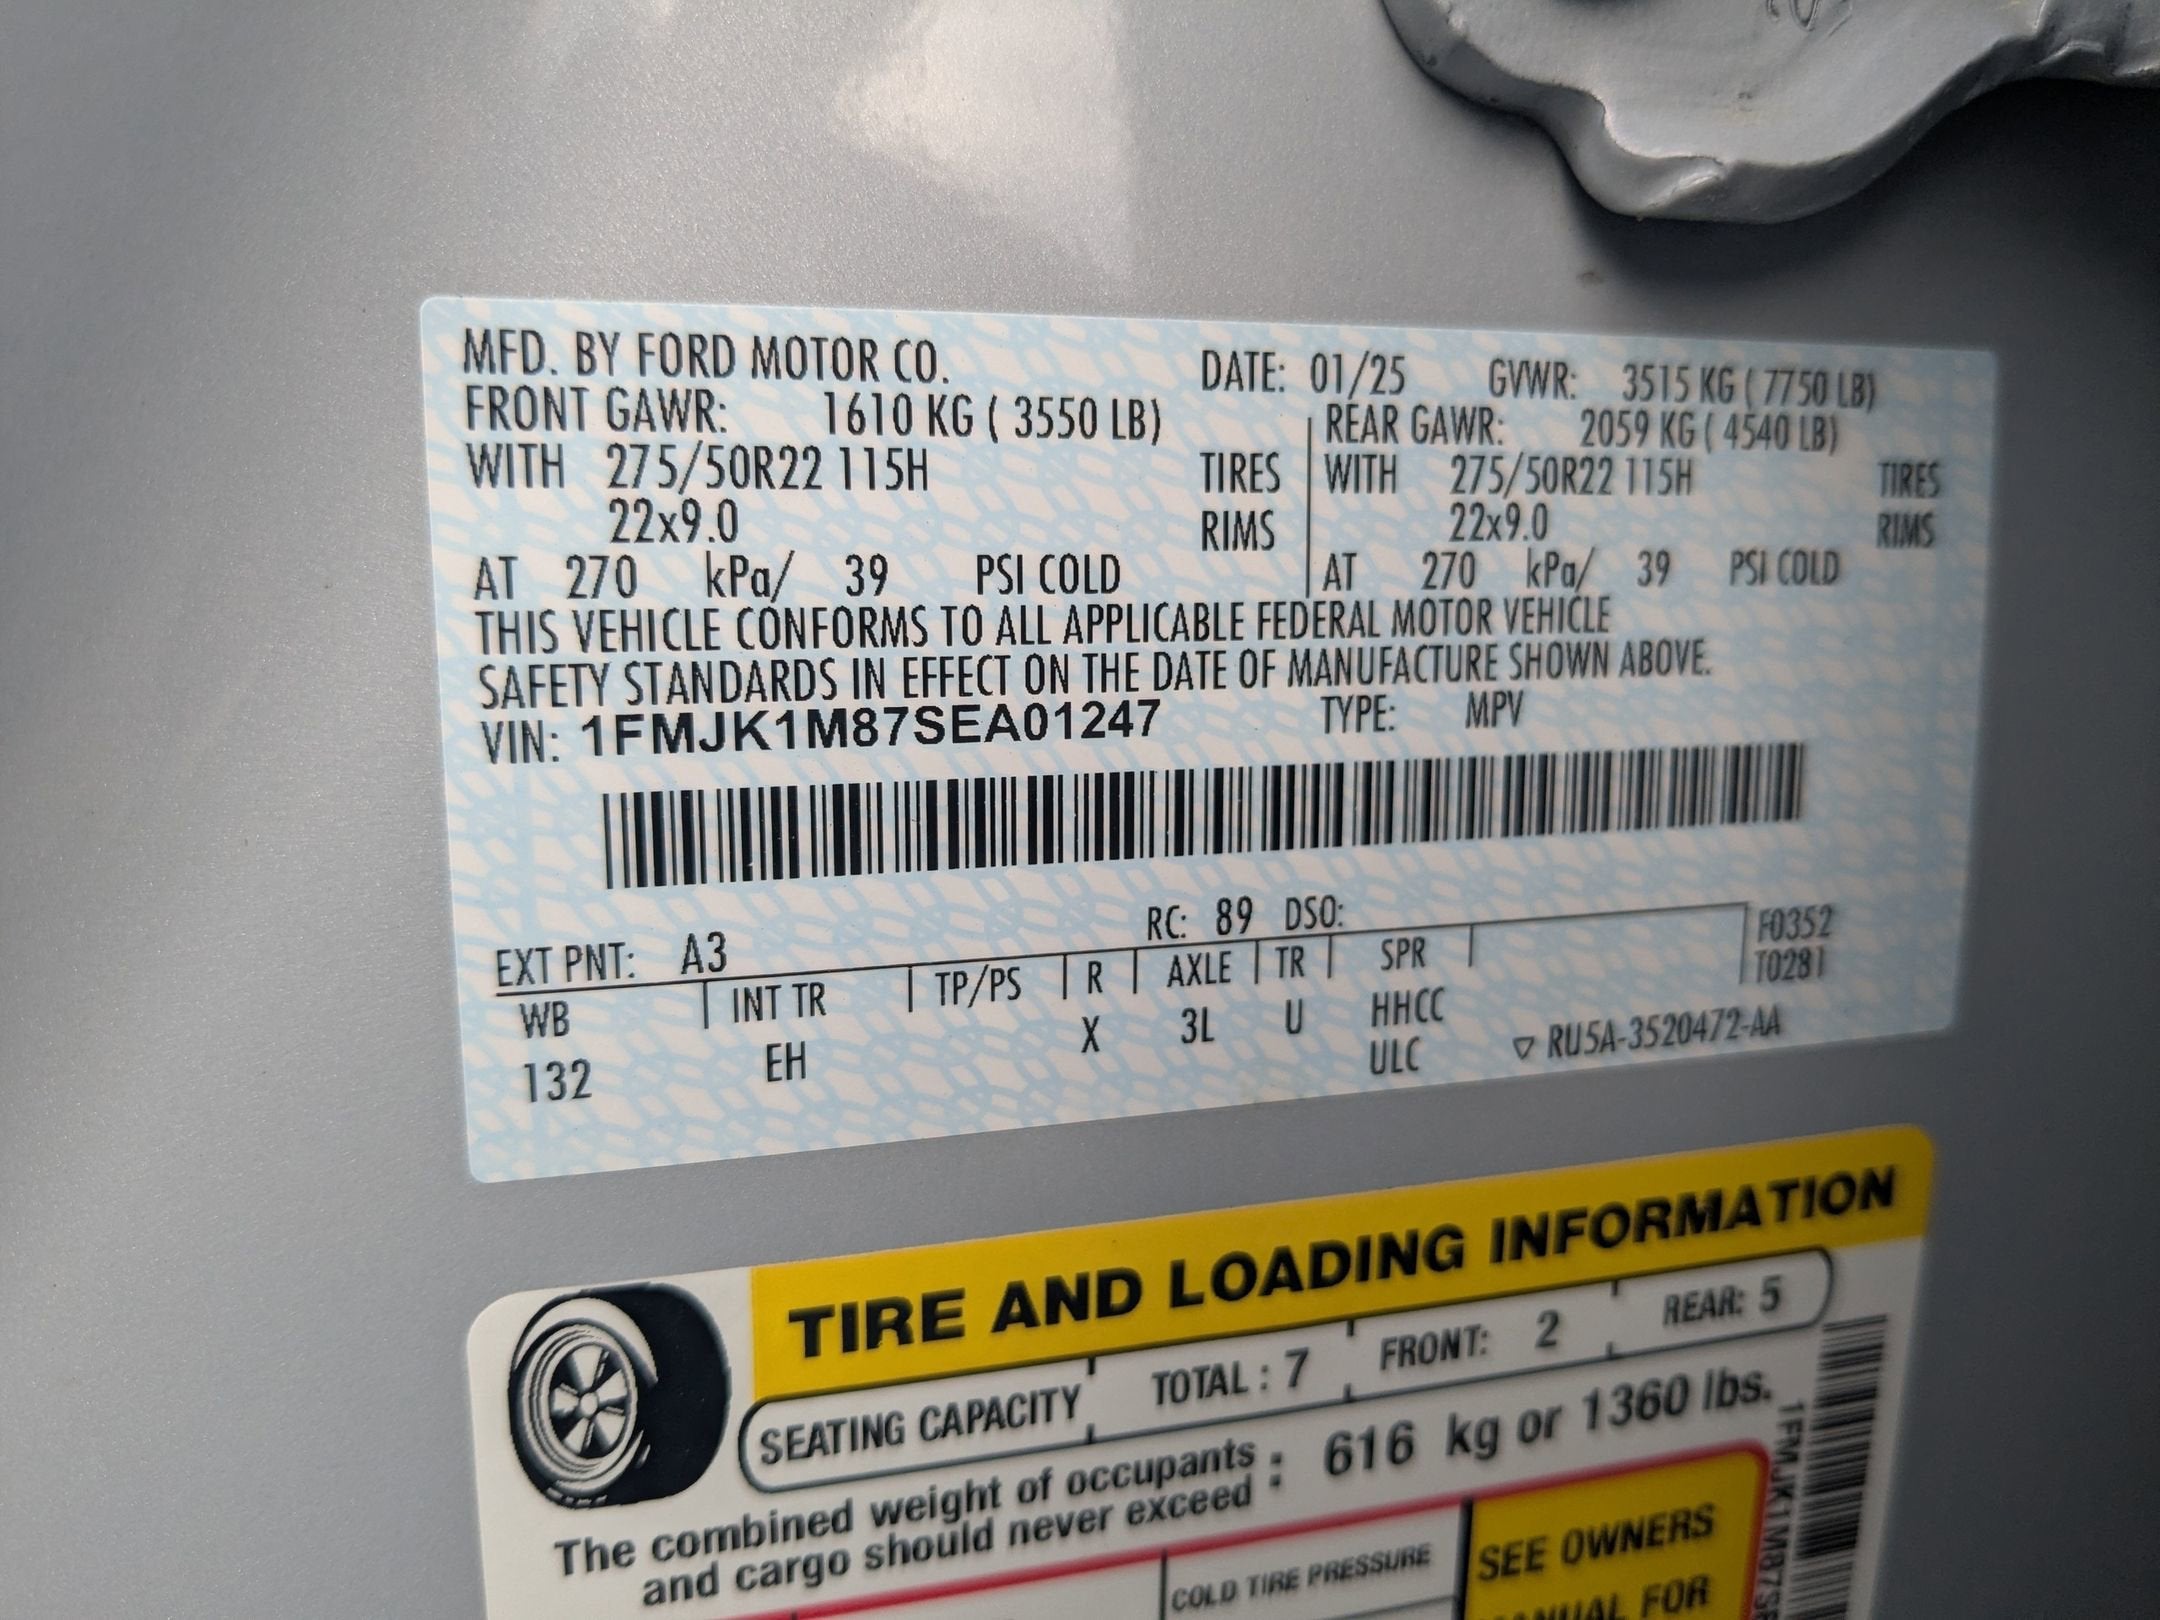 MFD. BY FORD MOTOR CO. DATE: 01/25 GVWR: 3515 KG ( 7750 LB)
FRONT GAWR: 1610 KG ( 3550 LB) REAR GAWR: 2059 KG ( 4540 LB)
WITH 275/50R22 115H TIRES WITH 275/50R22 115H TIRES
22x9.0 RIMS 22x9.0 RIMS
AT 270 kPa/ 39 PSI COLD AT 270 kPa/ 39 PSI COLD
THIS VEHICLE CONFORMS TO ALL APPLICABLE FEDERAL MOTOR VEHICLE
SAFETY STANDARDS IN EFFECT ON THE DATE OF MANUFACTURE SHOWN ABOVE.
VIN: 1FMJK1M87SEA01247 TYPE: MPV
EXT PNT: A3 RC: 89 DSO: F0352
WB INT TR TP/PS R AXLE TR SPR T0281
132 EH X 3L U HHCC
ULC ▽ RU5A-3520472-AA
TIRE AND LOADING INFORMATION
SEATING CAPACITY TOTAL : 7 FRONT: 2 REAR: 5
The combined weight of occupants
and cargo should never exceed : 616 kg or 1360 lbs.
COLD TIRE PRESSURE
SEE OWNERS
MANUAL FOR